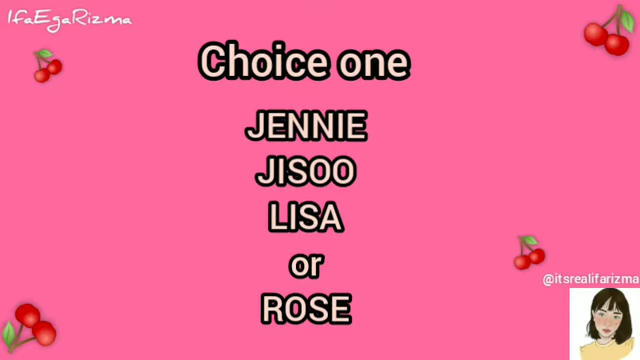 IfaEgaRizma
Choice one
JENNIE
JISOO
LISA
or
ROSE
@itsrealifarizma